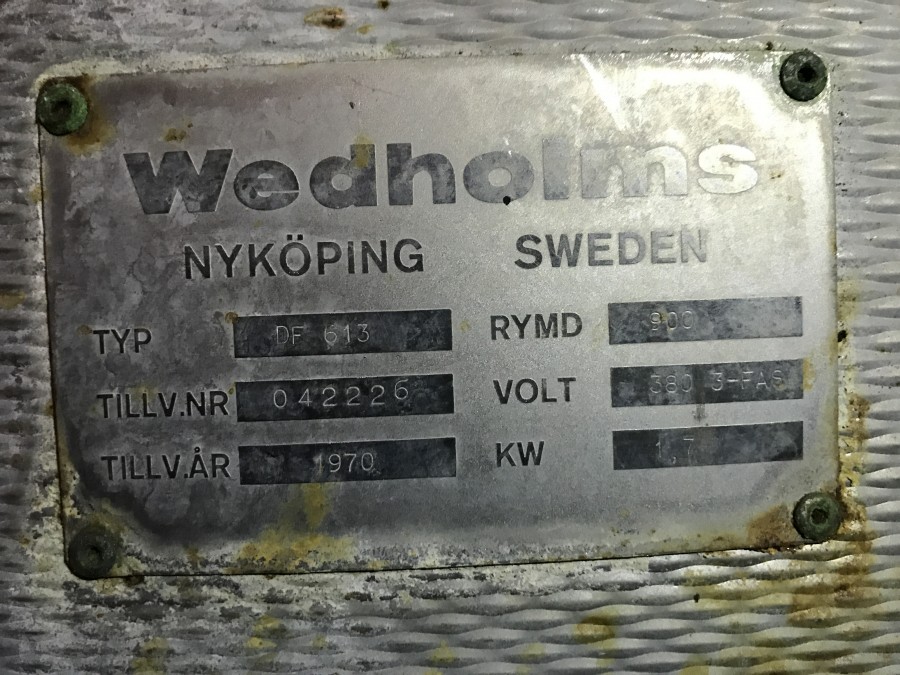 Wedholms
NYKÖPING SWEDEN
TYP DF 613 RYMD 900
TILLV.NR 042226 VOLT 380 3-FAS
TILLV.ÅR 1970 KW 1,7